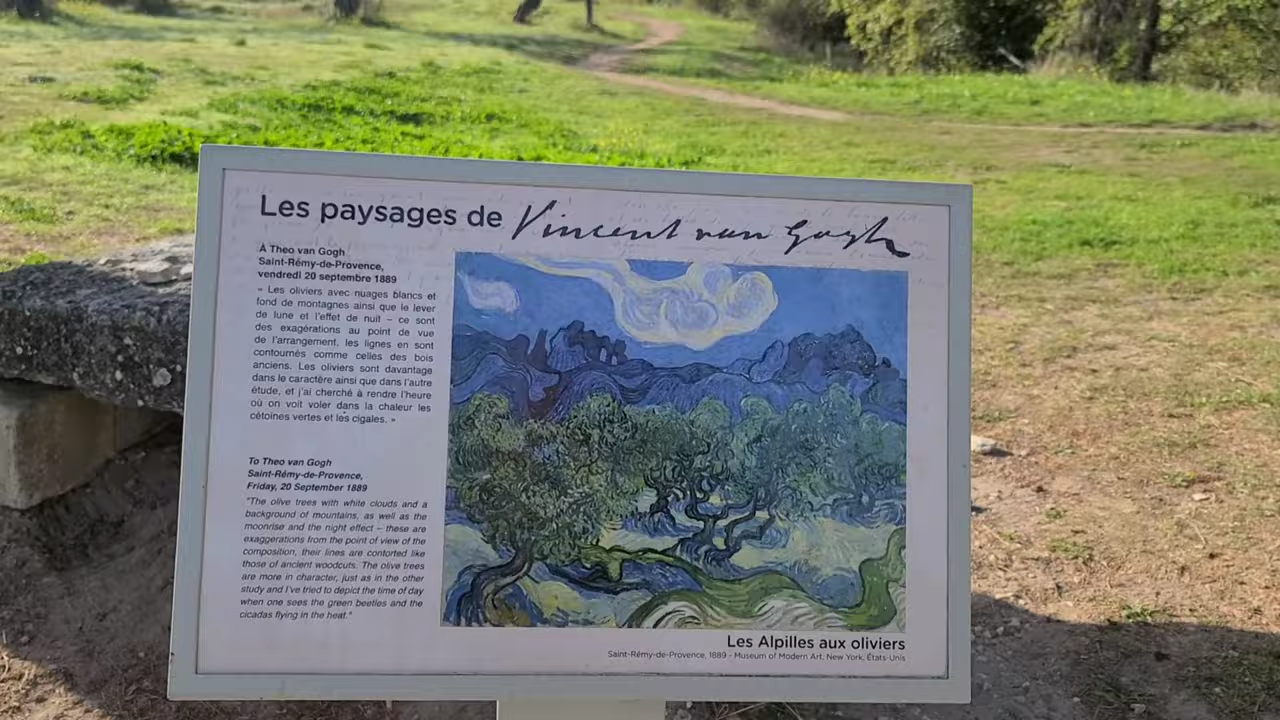 Les paysages de Vincent van Gogh
À Theo van Gogh
Saint-Rémy-de-Provence,
vendredi 20 septembre 1889
« Les oliviers avec nuages blancs et
fond de montagnes ainsi que le lever
de lune et l'effet de nuit – ce sont
des exagérations au point de vue
de l'arrangement, les lignes en sont
contournées comme celles des bois
anciens. Les oliviers sont davantage
dans le caractère ainsi que dans l'autre
étude, et j'ai cherché à rendre l'heure
où on voit voler dans la chaleur les
cétoines vertes et les cigales. »
To Theo van Gogh
Saint-Rémy-de-Provence,
Friday, 20 September 1889
"The olive trees with white clouds and a
background of mountains, as well as the
moonrise and the night effect – these are
exaggerations from the point of view of the
composition, their lines are contorted like
those of ancient woodcuts. The olive trees
are more in character, just as in the other
study and I've tried to depict the time of day
when one sees the green beetles and the
cicadas flying in the heat."
Les Alpilles aux oliviers
Saint-Rémy-de-Provence, 1889 - Museum of Modern Art, New York, États-Unis